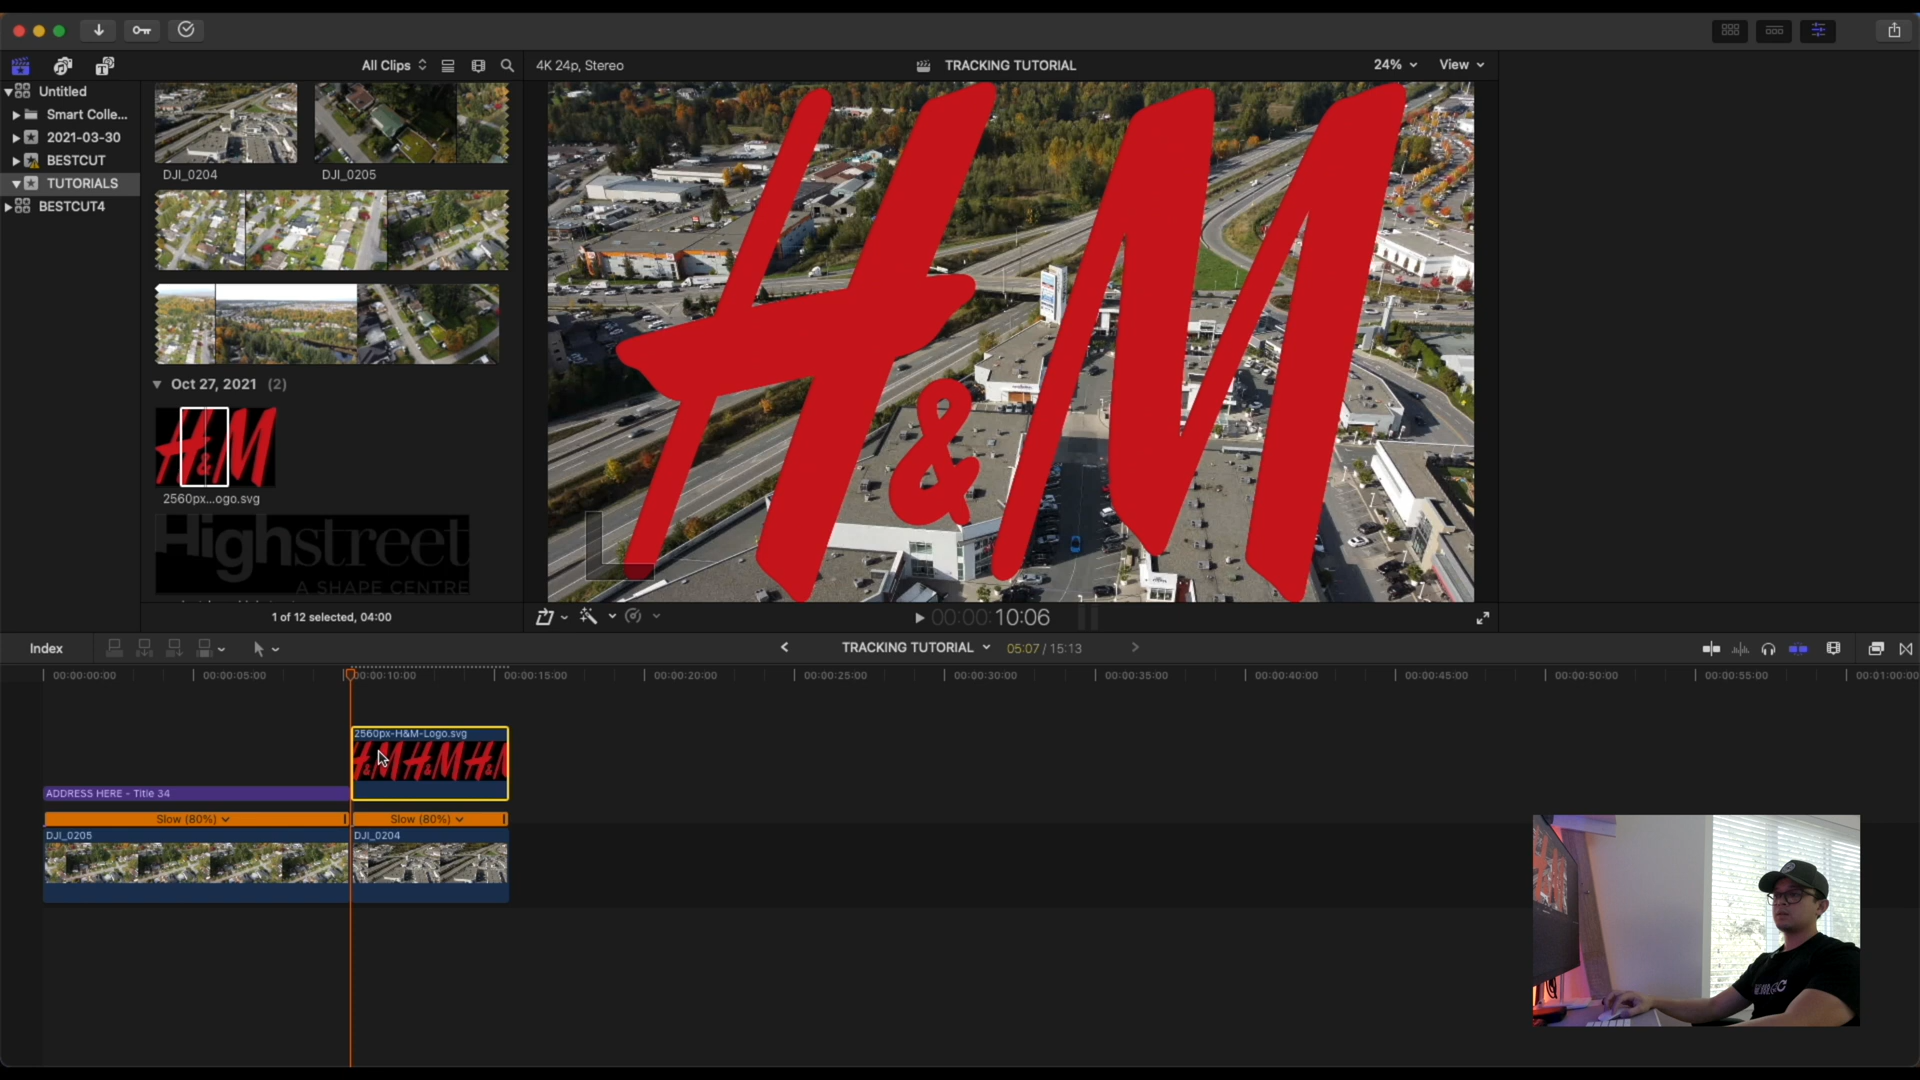 All Clips
4K 24p, Stereo
TRACKING TUTORIAL
24%
View
Untitled
Smart Colle...
2021-03-30
BESTCUT
TUTORIALS
BESTCUT4
DJI_0204
DJI_0205
Oct 27, 2021 (2)
H&M
2560px...ogo.svg
Highstreet
A SHAPE CENTRE
1 of 12 selected, 04:00
H&M
00:00:10:06
Index
TRACKING TUTORIAL
05:07 / 15:13
00:00:00:00
00:00:05:00
00:00:10:00
00:00:15:00
00:00:20:00
00:00:25:00
00:00:30:00
00:00:35:00
00:00:40:00
00:00:45:00
00:00:50:00
00:00:55:00
00:01:00:00
2560px-H&M-Logo.svg
H&M H&M
ADDRESS HERE - Title 34
Slow (80%)
Slow (80%)
DJI_0205
DJI_0204